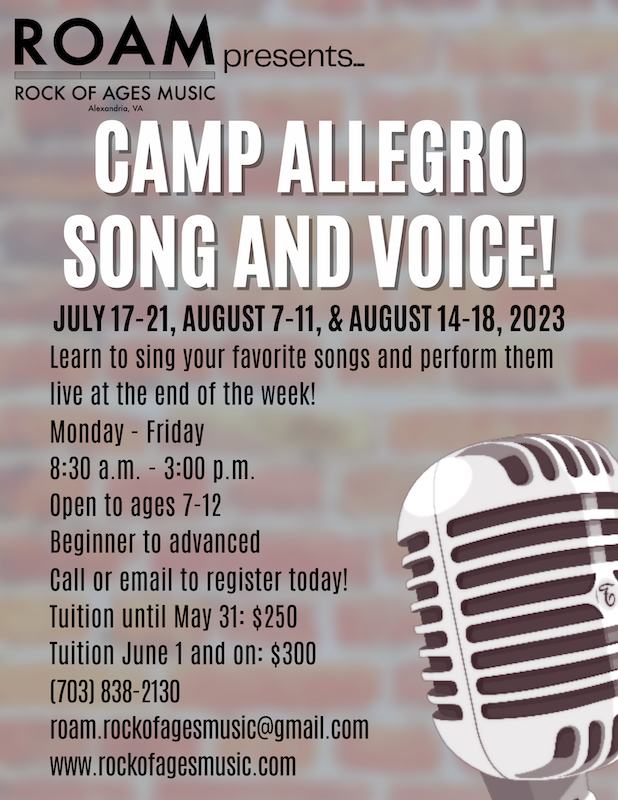 ROAM presents...
ROCK OF AGES MUSIC
Alexandria, VA
CAMP ALLEGRO
SONG AND VOICE!
JULY 17-21, AUGUST 7-11, & AUGUST 14-18, 2023
Learn to sing your favorite songs and perform them
live at the end of the week!
Monday - Friday
8:30 a.m. - 3:00 p.m.
Open to ages 7-12
Beginner to advanced
Call or email to register today!
Tuition until May 31: $250
Tuition June 1 and on: $300
(703) 838-2130
roam.rockofagesmusic@gmail.com
www.rockofagesmusic.com